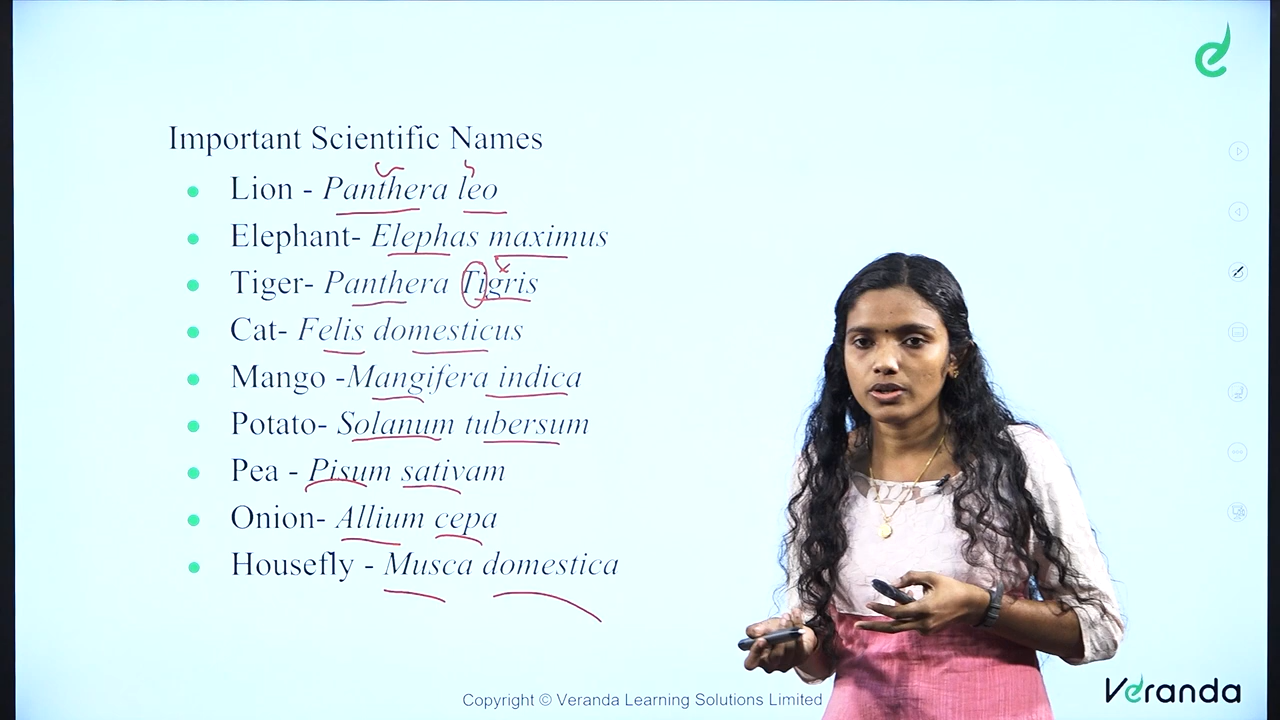 Important Scientific Names
Lion - Panthera leo
Elephant- Elephas maximus
Tiger- Panthera Tigris
Cat- Felis domesticus
Mango -Mangifera indica
Potato- Solanum tubersum
Pea - Pisum sativam
Onion- Allium cepa
Housefly - Musca domestica
Copyright © Veranda Learning Solutions Limited
Veranda